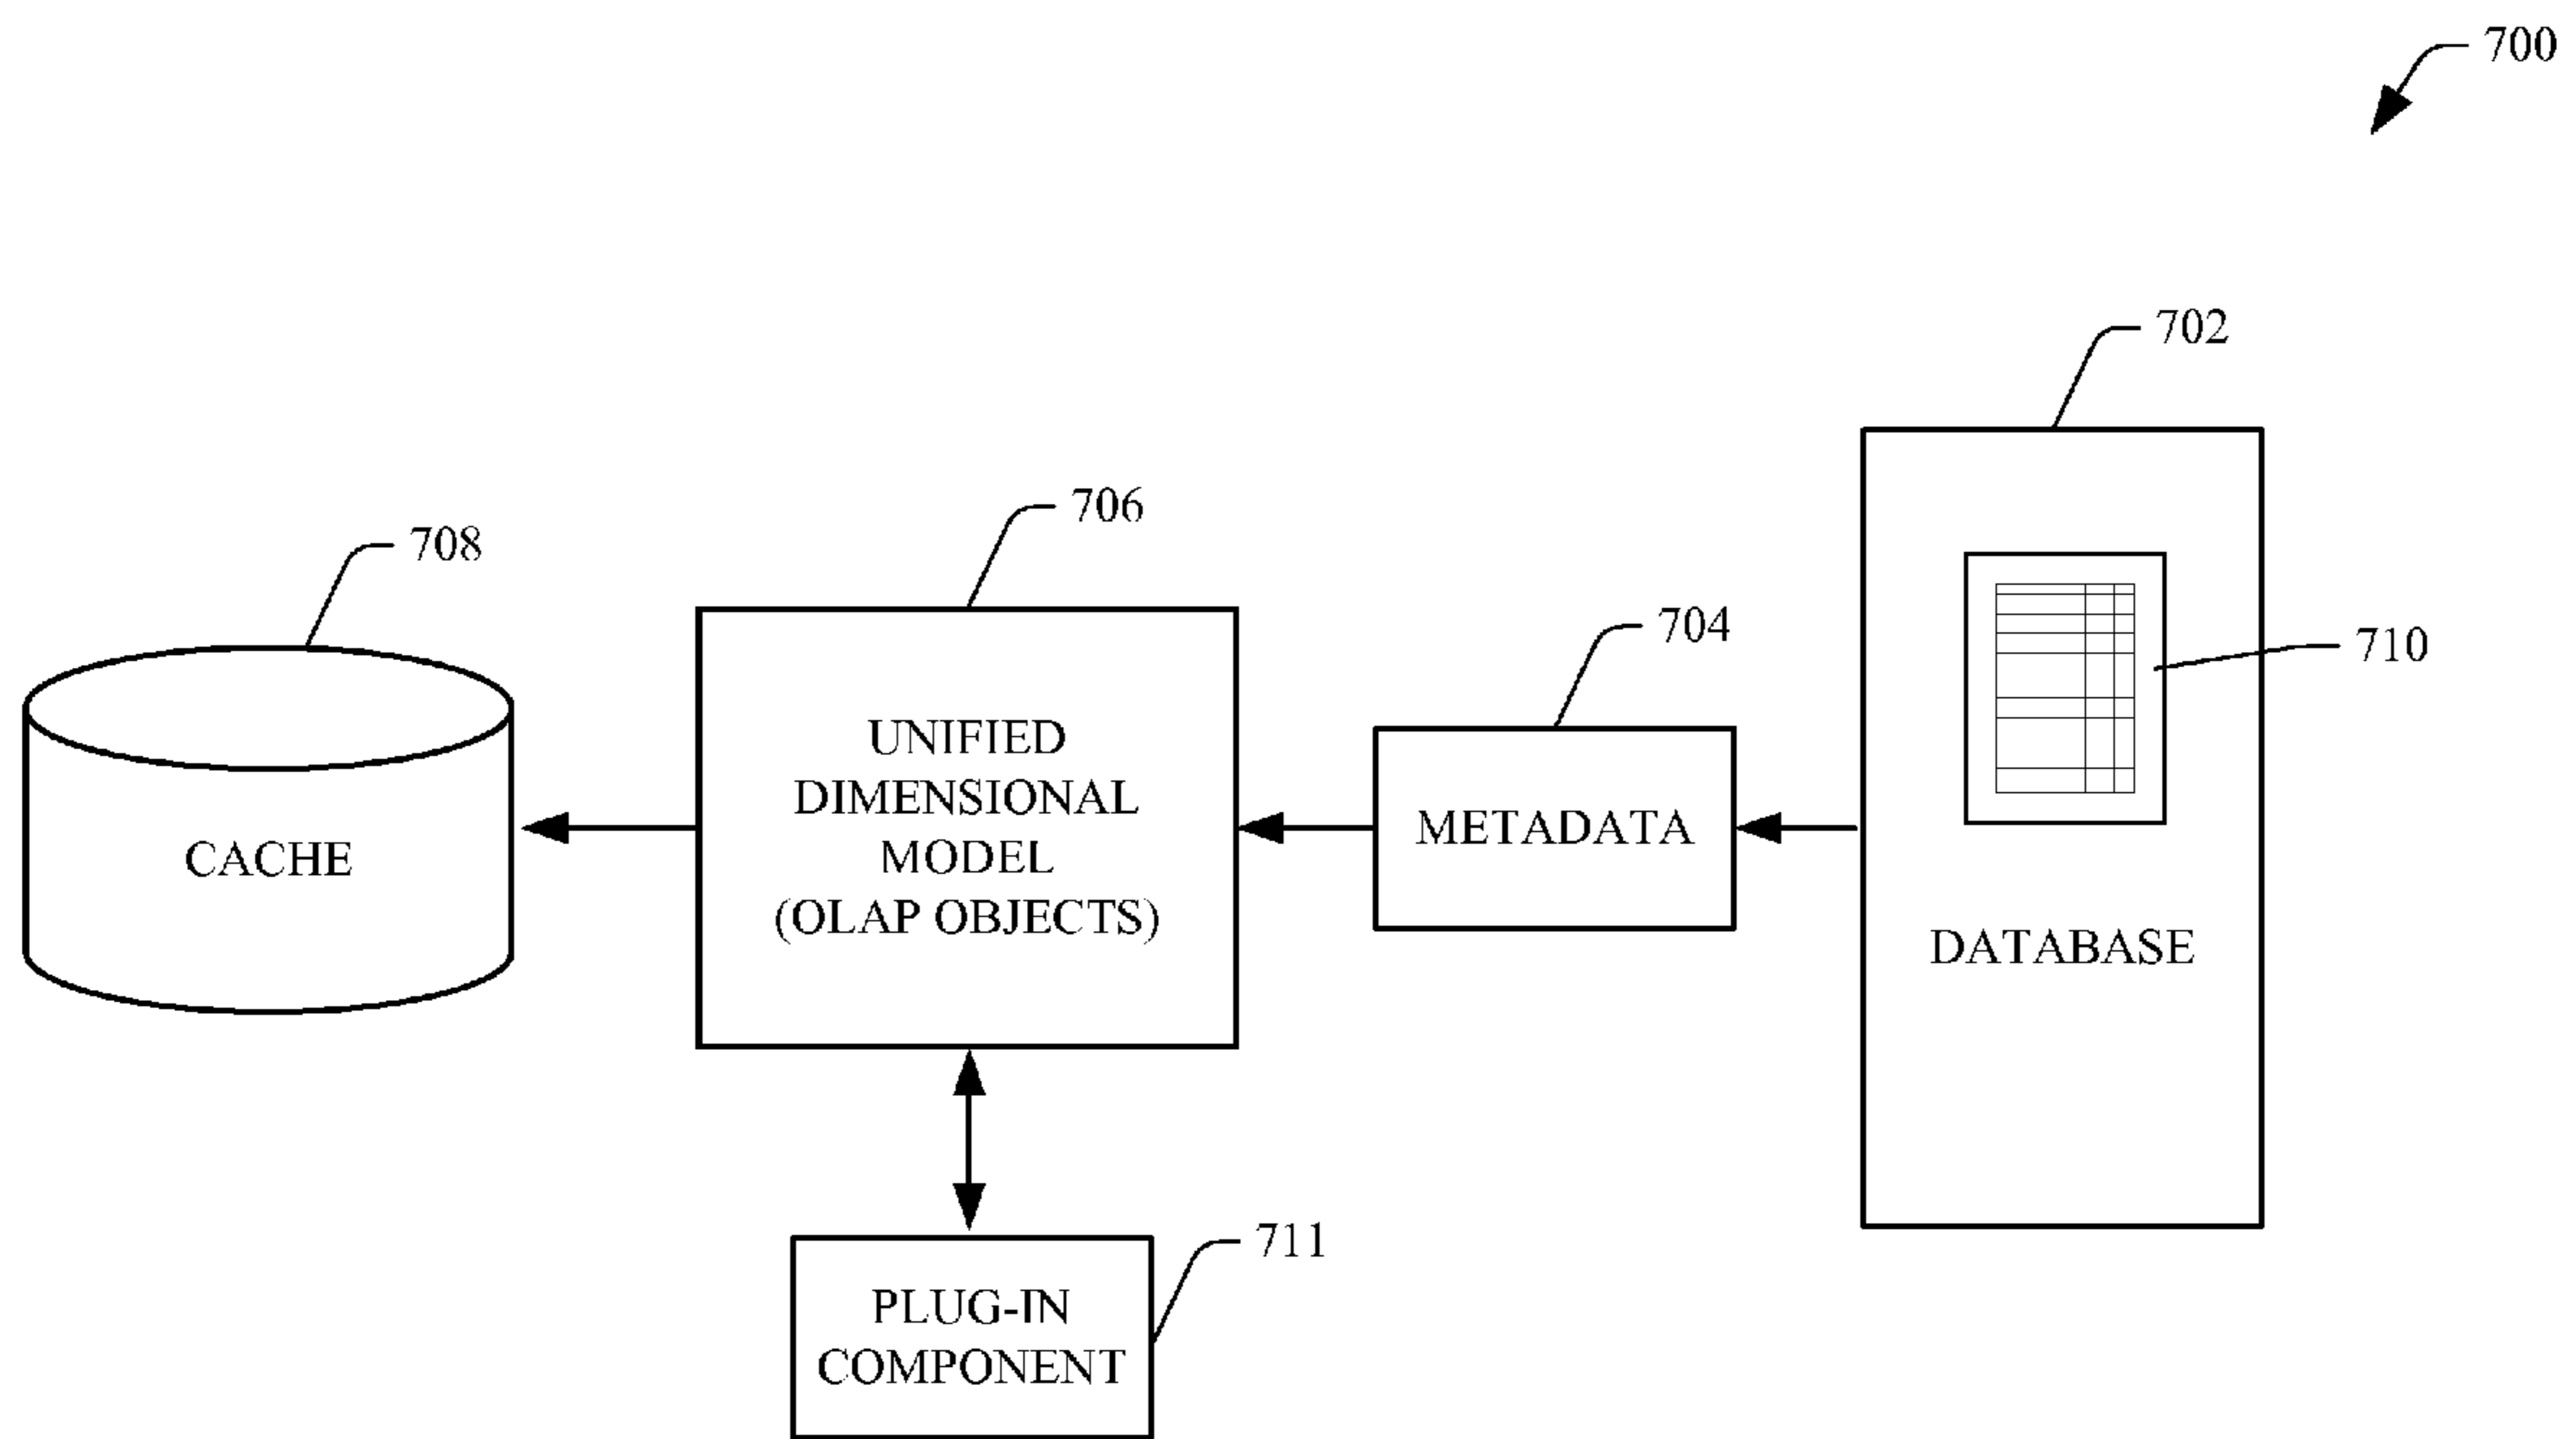 700
702
706
708
704
710
UNIFIED
DIMENSIONAL
MODEL
(OLAP OBJECTS)
METADATA
CACHE
DATABASE
711
PLUG-IN
COMPONENT